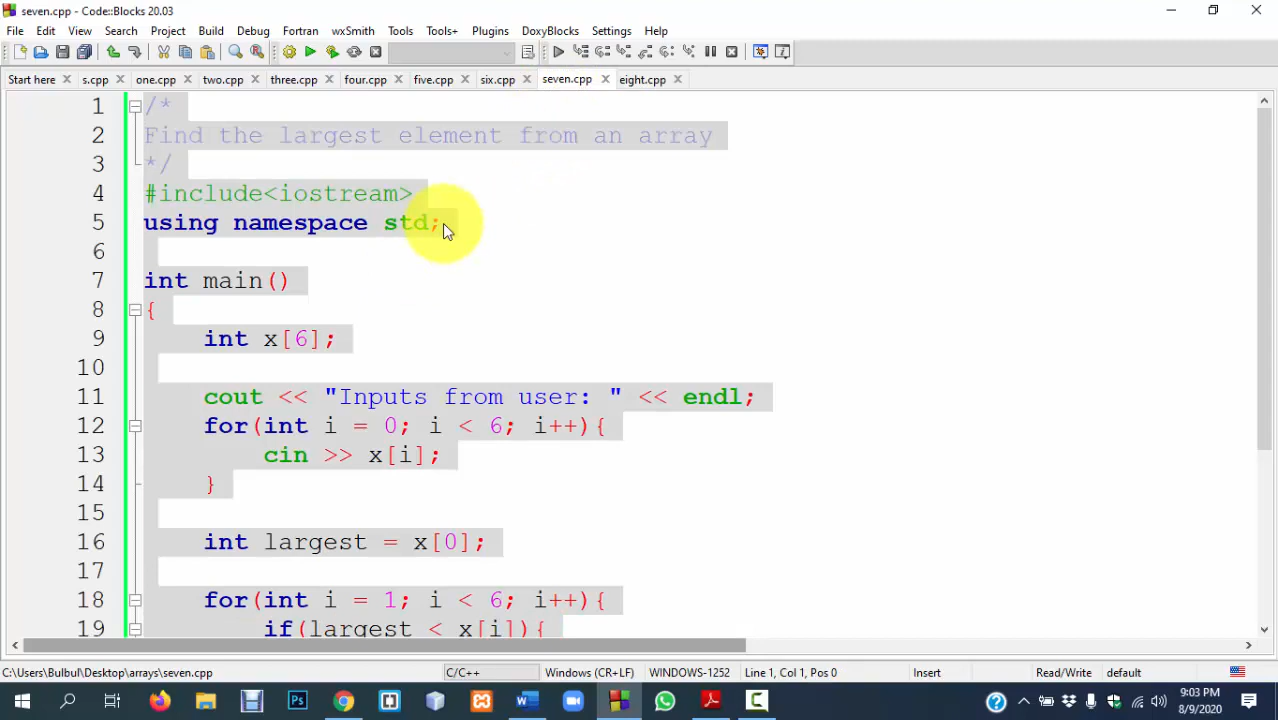 seven.cpp - Code::Blocks 20.03
File Edit View Search Project Build Debug Fortran wxSmith Tools Tools+ Plugins DoxyBlocks Settings Help
Start here s.cpp one.cpp two.cpp three.cpp four.cpp five.cpp six.cpp seven.cpp eight.cpp
1 /*
2 Find the largest element from an array
3 */
4 #include<iostream>
5 using namespace std;
6
7 int main()
8 {
9 int x[6];
10
11 cout << "Inputs from user: " << endl;
12 for(int i = 0; i < 6; i++){
13 cin >> x[i];
14 }
15
16 int largest = x[0];
17
18 for(int i = 1; i < 6; i++){
19 if(largest < x[i]){
C:\Users\Bulbul\Desktop\arrays\seven.cpp C/C++ Windows (CR+LF) WINDOWS-1252 Line 1, Col 1, Pos 0 Insert Read/Write default
9:03 PM
8/9/2020